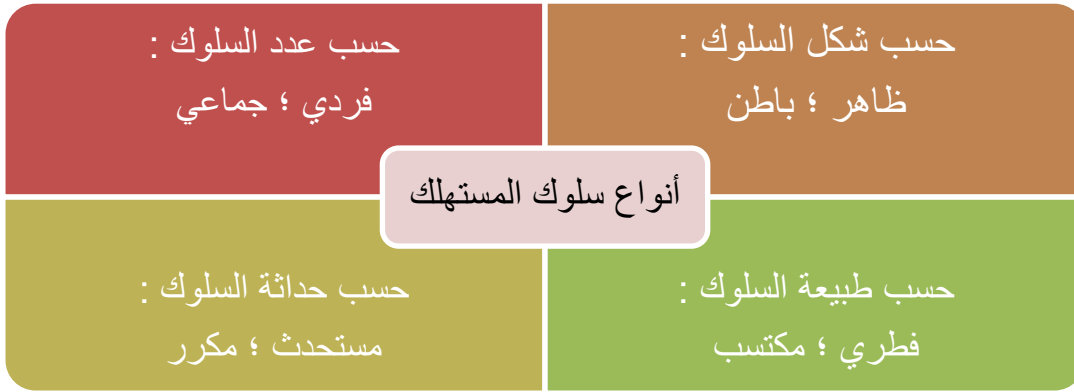 حسب شكل السلوك :
ظاهر ؛ باطن
حسب عدد السلوك :
فردي ؛ جماعي
أنواع سلوك المستهلك
حسب طبيعة السلوك :
فطري ؛ مكتسب
حسب حداثة السلوك :
مستحدث ؛ مكرر